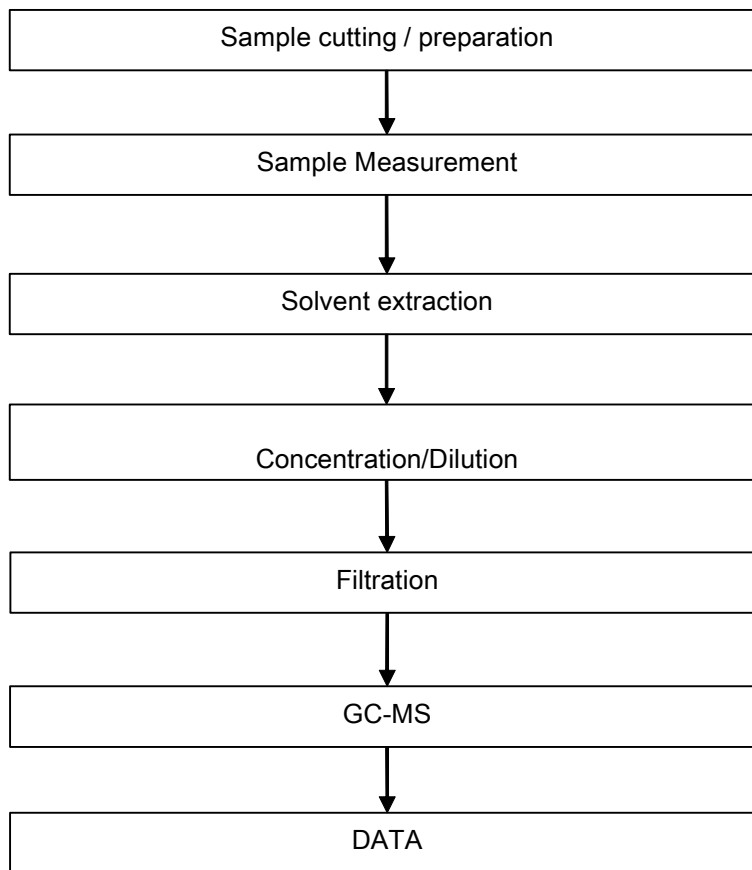 Sample cutting / preparation
Sample Measurement
Solvent extraction
Concentration/Dilution
Filtration
GC-MS
DATA